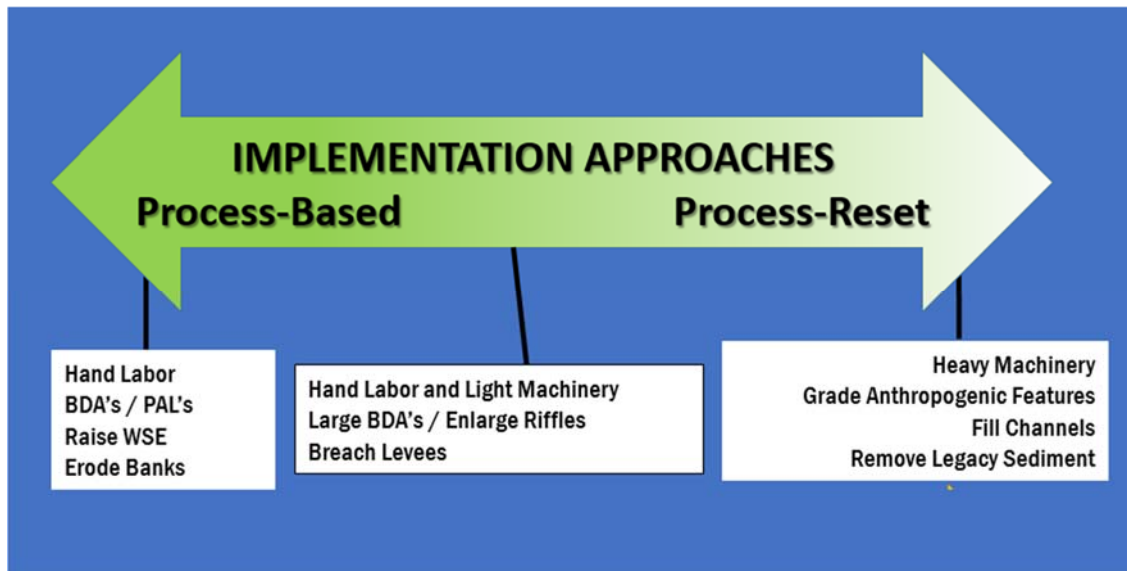 IMPLEMENTATION APPROACHES
Process-Based
Process-Reset
Hand Labor
BDA's / PAL's
Raise WSE
Erode Banks
Hand Labor and Light Machinery
Large BDA's / Enlarge Riffles
Breach Levees
Heavy Machinery
Grade Anthropogenic Features
Fill Channels
Remove Legacy Sediment